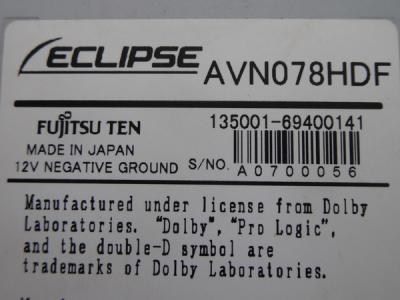 ECLIPSE AVN078HDF
FUJITSU TEN 135001-69400141
MADE IN JAPAN
12V NEGATIVE GROUND S/NO. A0700056
Manufactured under license from Dolby
Laboratories. "Dolby", "Pro Logic",
and the double-D symbol are
trademarks of Dolby Laboratories.